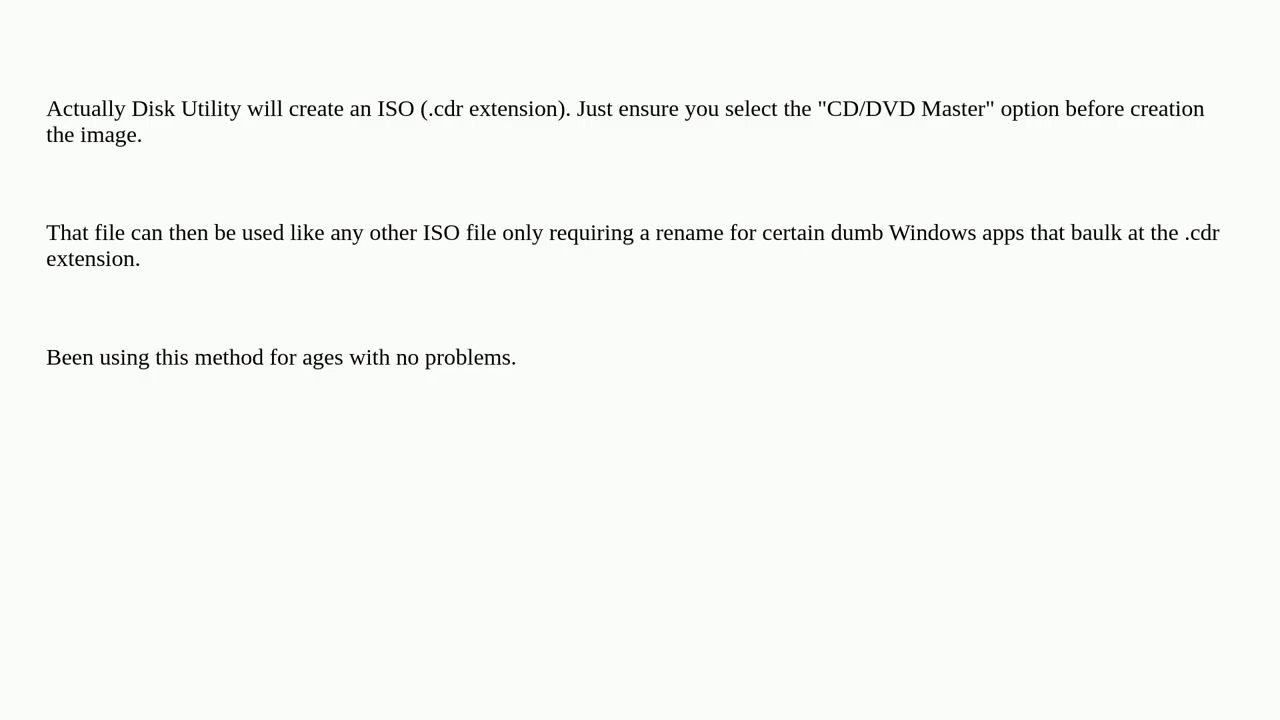 Actually Disk Utility will create an ISO (.cdr extension). Just ensure you select the "CD/DVD Master" option before creation
the image.
That file can then be used like any other ISO file only requiring a rename for certain dumb Windows apps that baulk at the .cdr
extension.
Been using this method for ages with no problems.